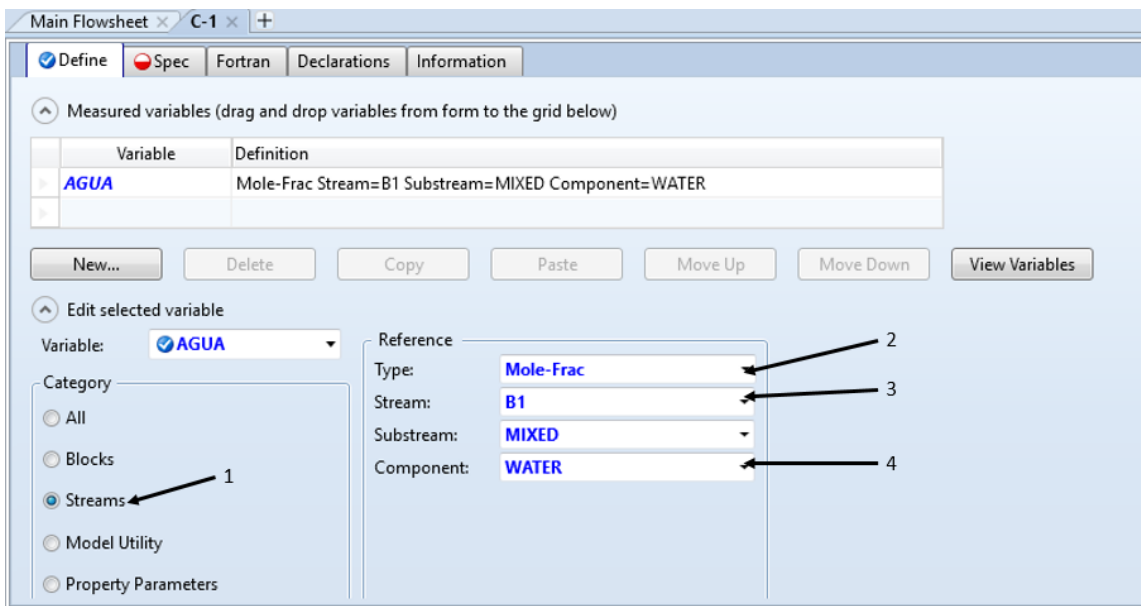 Main Flowsheet × C-1 × +
Define Spec Fortran Declarations Information
Measured variables (drag and drop variables from form to the grid below)
Variable Definition
AGUA Mole-Frac Stream=B1 Substream=MIXED Component=WATER
New... Delete Copy Paste Move Up Move Down View Variables
Edit selected variable
Variable: AGUA
Category
All
Blocks
Streams 1
Model Utility
Property Parameters
Reference
Type: Mole-Frac 2
Stream: B1 3
Substream: MIXED
Component: WATER 4